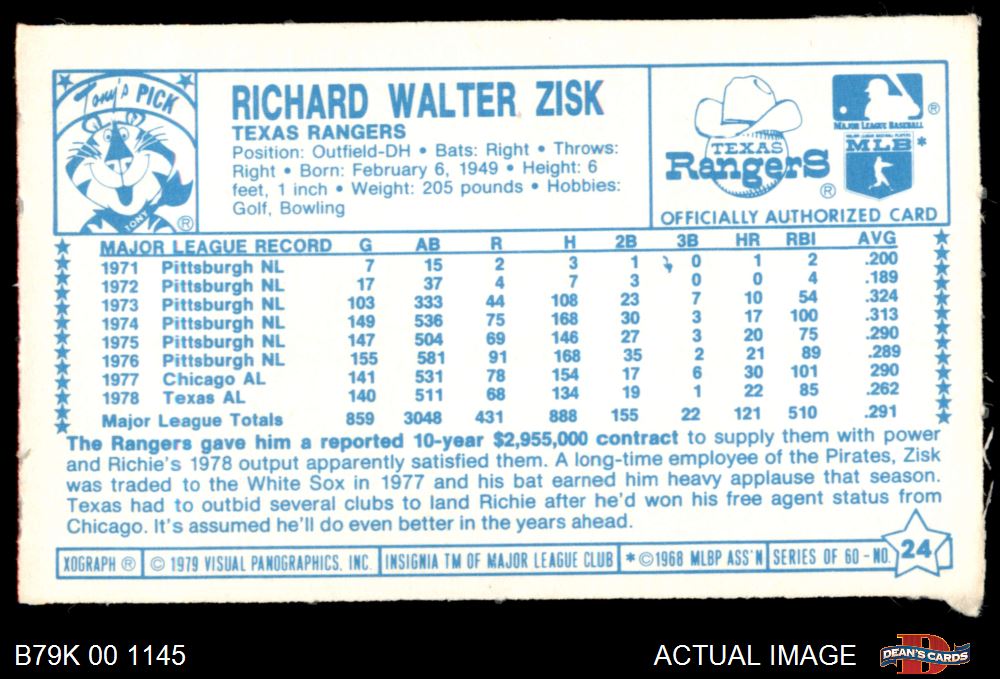 Tony's PICK
TONY ®
RICHARD WALTER ZISK
TEXAS RANGERS
Position: Outfield-DH • Bats: Right • Throws:
Right • Born: February 6, 1949 • Height: 6
feet, 1 inch • Weight: 205 pounds • Hobbies:
Golf, Bowling
TEXAS
RangerS ®
MAJOR LEAGUE BASEBALL ®
MAJOR LEAGUE BASEBALL PLAYERS
MLB *
OFFICIALLY AUTHORIZED CARD
MAJOR LEAGUE RECORD G AB R H 2B 3B HR RBI AVG
1971 Pittsburgh NL 7 15 2 3 1 0 1 2 .200
1972 Pittsburgh NL 17 37 4 7 3 0 0 4 .189
1973 Pittsburgh NL 103 333 44 108 23 7 10 54 .324
1974 Pittsburgh NL 149 536 75 168 30 3 17 100 .313
1975 Pittsburgh NL 147 504 69 146 27 3 20 75 .290
1976 Pittsburgh NL 155 581 91 168 35 2 21 89 .289
1977 Chicago AL 141 531 78 154 17 6 30 101 .290
1978 Texas AL 140 511 68 134 19 1 22 85 .262
Major League Totals 859 3048 431 888 155 22 121 510 .291
The Rangers gave him a reported 10-year $2,955,000 contract to supply them with power
and Richie's 1978 output apparently satisfied them. A long-time employee of the Pirates, Zisk
was traded to the White Sox in 1977 and his bat earned him heavy applause that season.
Texas had to outbid several clubs to land Richie after he'd won his free agent status from
Chicago. It's assumed he'll do even better in the years ahead.
XOGRAPH ® © 1979 VISUAL PANOGRAPHICS, INC. INSIGNIA TM OF MAJOR LEAGUE CLUB * ©1968 MLBP ASS'N SERIES OF 60 - NO. 24
B79K 00 1145
ACTUAL IMAGE
DEAN'S CARDS